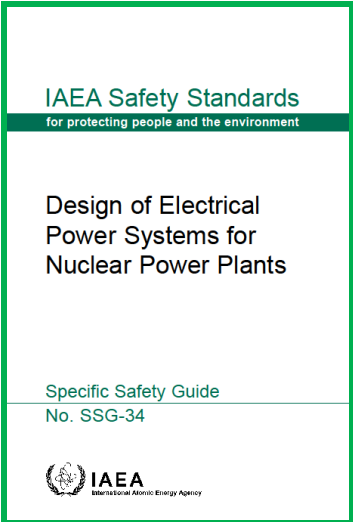 IAEA Safety Standards
for protecting people and the environment
Design of Electrical
Power Systems for
Nuclear Power Plants
Specific Safety Guide
No. SSG-34
IAEA
International Atomic Energy Agency